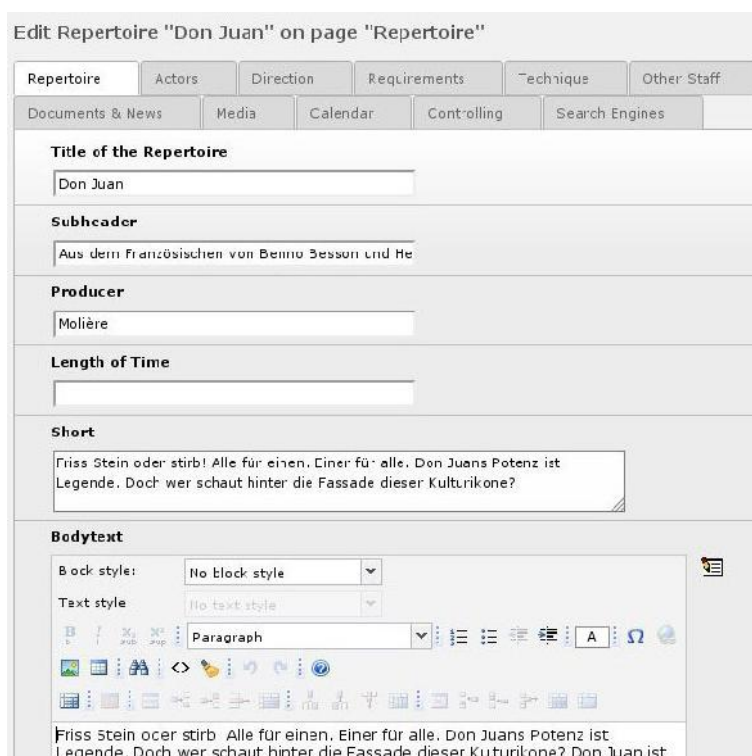 Edit Repertoire "Don Juan" on page "Repertoire"
Repertoire Actors Direction Requirements Technique Other Staff
Documents & News Media Calendar Controlling Search Engines
Title of the Repertoire
Don Juan
Subheader
Aus dem Französischen von Benno Besson und He
Producer
Molière
Length of Time
Short
Friss Stein oder stirb! Alle für einen. Einer für alle. Don Juans Potenz ist
Legende. Doch wer schaut hinter die Fassade dieser Kulturikone?
Bodytext
Block style: No block style
Text style No text style
Paragraph
Friss Stein oder stirb Alle für einen. Einer für alle. Don Juans Potenz ist
Legende. Doch wer schaut hinter die Fassade dieser Kulturikone? Don Juan ist